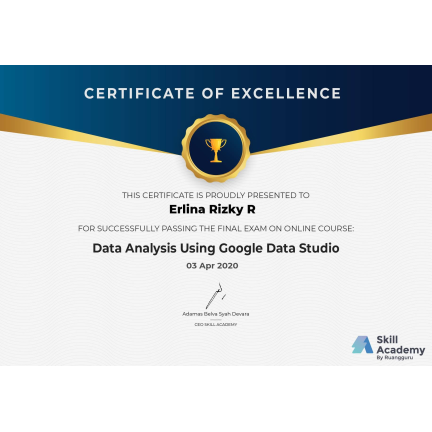 CERTIFICATE OF EXCELLENCE
THIS CERTIFICATE IS PROUDLY PRESENTED TO
Erlina Rizky R
FOR SUCCESSFULLY PASSING THE FINAL EXAM ON ONLINE COURSE:
Data Analysis Using Google Data Studio
03 Apr 2020
Adamas Belva Syah Devara
CEO SKILL ACADEMY
Skill
Academy
By Ruangguru